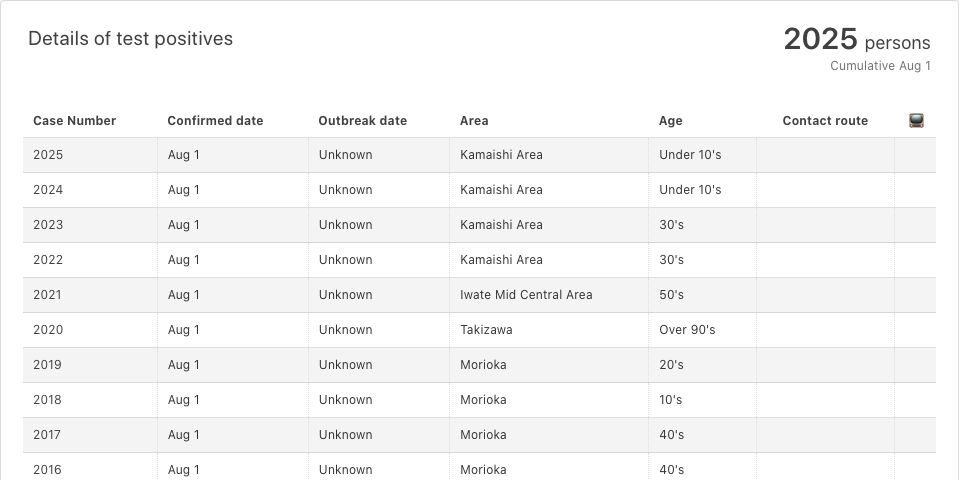 Details of test positives
2025 persons
Cumulative Aug 1
Case Number Confirmed date Outbreak date Area Age Contact route
2025 Aug 1 Unknown Kamaishi Area Under 10's
2024 Aug 1 Unknown Kamaishi Area Under 10's
2023 Aug 1 Unknown Kamaishi Area 30's
2022 Aug 1 Unknown Kamaishi Area 30's
2021 Aug 1 Unknown Iwate Mid Central Area 50's
2020 Aug 1 Unknown Takizawa Over 90's
2019 Aug 1 Unknown Morioka 20's
2018 Aug 1 Unknown Morioka 10's
2017 Aug 1 Unknown Morioka 40's
2016 Aug 1 Unknown Morioka 40's